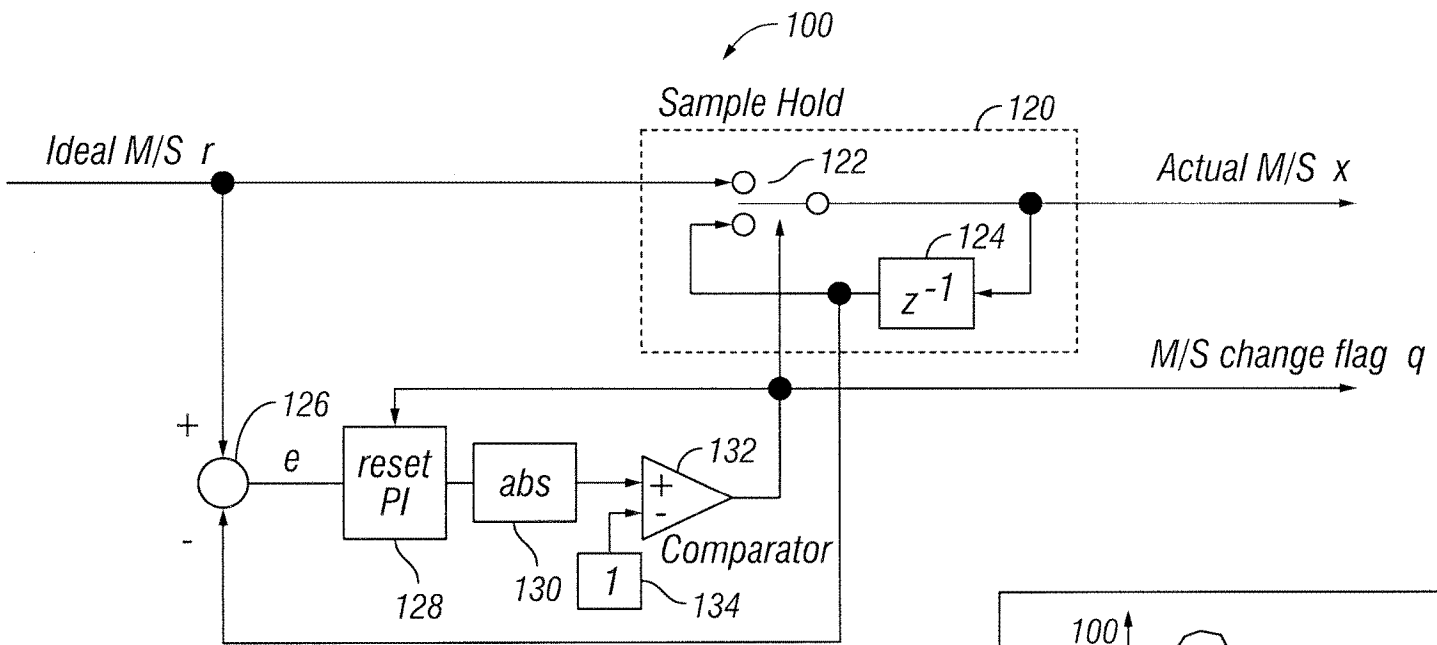 100
Sample Hold
120
Ideal M/S r
122
Actual M/S x
124
z-1
M/S change flag q
+
126
e
reset
PI
abs
+
-
132
-
Comparator
1
128
130
134
100